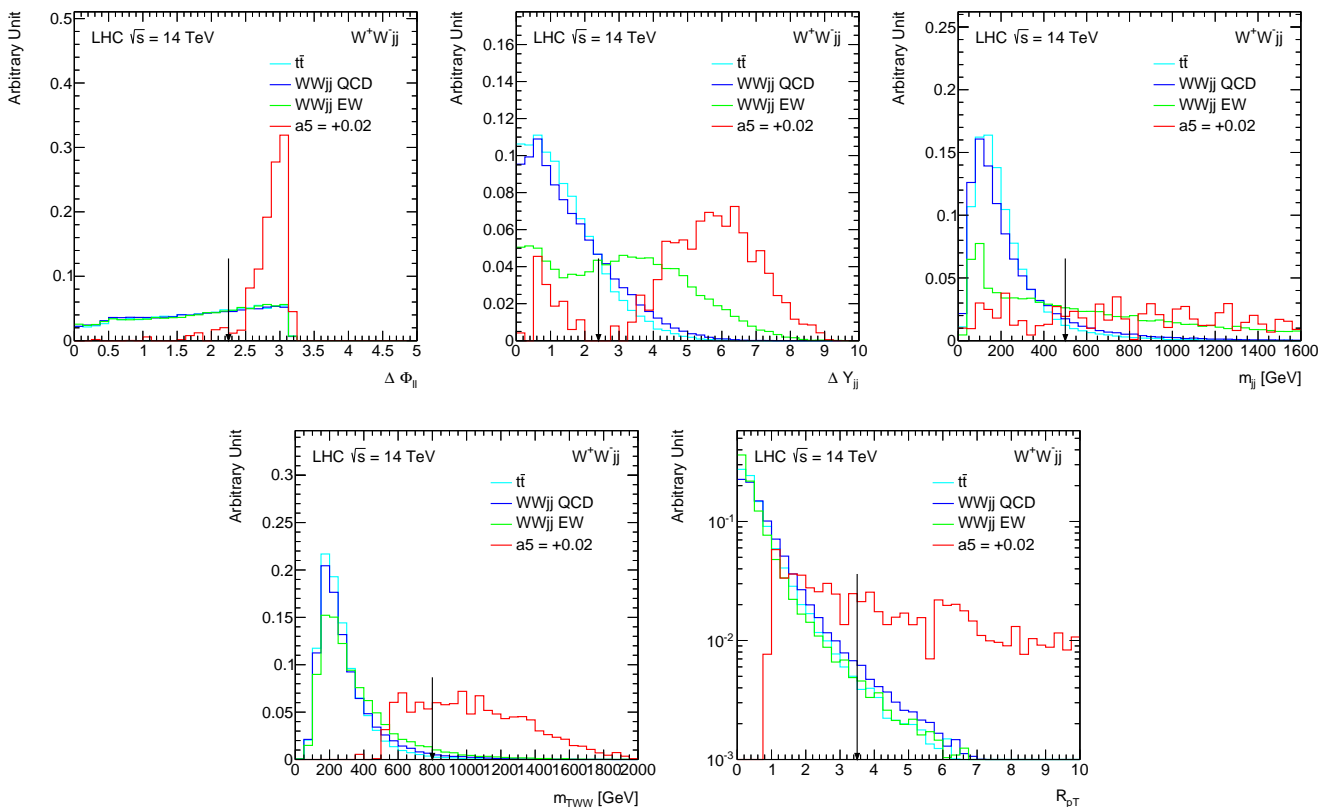 Arbitrary Unit
LHC √s = 14 TeV
W⁺W⁻jj
tt̄
WWjj QCD
WWjj EW
a5 = +0.02
0.5
0.4
0.3
0.2
0.1
0
0 0.5 1 1.5 2 2.5 3 3.5 4 4.5 5
Δ Φll
Arbitrary Unit
LHC √s = 14 TeV
W⁺W⁻jj
tt̄
WWjj QCD
WWjj EW
a5 = +0.02
0.16
0.14
0.12
0.1
0.08
0.06
0.04
0.02
0
0 1 2 3 4 5 6 7 8 9 10
Δ Yjj
Arbitrary Unit
LHC √s = 14 TeV
W⁺W⁻jj
tt̄
WWjj QCD
WWjj EW
a5 = +0.02
0.25
0.2
0.15
0.1
0.05
0
0 200 400 600 800 1000 1200 1400 1600
mjj [GeV]
Arbitrary Unit
LHC √s = 14 TeV
W⁺W⁻jj
tt̄
WWjj QCD
WWjj EW
a5 = +0.02
0.3
0.25
0.2
0.15
0.1
0.05
0
0 200 400 600 800 1000 1200 1400 1600 1800 2000
mTWW [GeV]
Arbitrary Unit
LHC √s = 14 TeV
W⁺W⁻jj
tt̄
WWjj QCD
WWjj EW
a5 = +0.02
10⁻¹
10⁻²
10⁻³
0 1 2 3 4 5 6 7 8 9 10
RpT